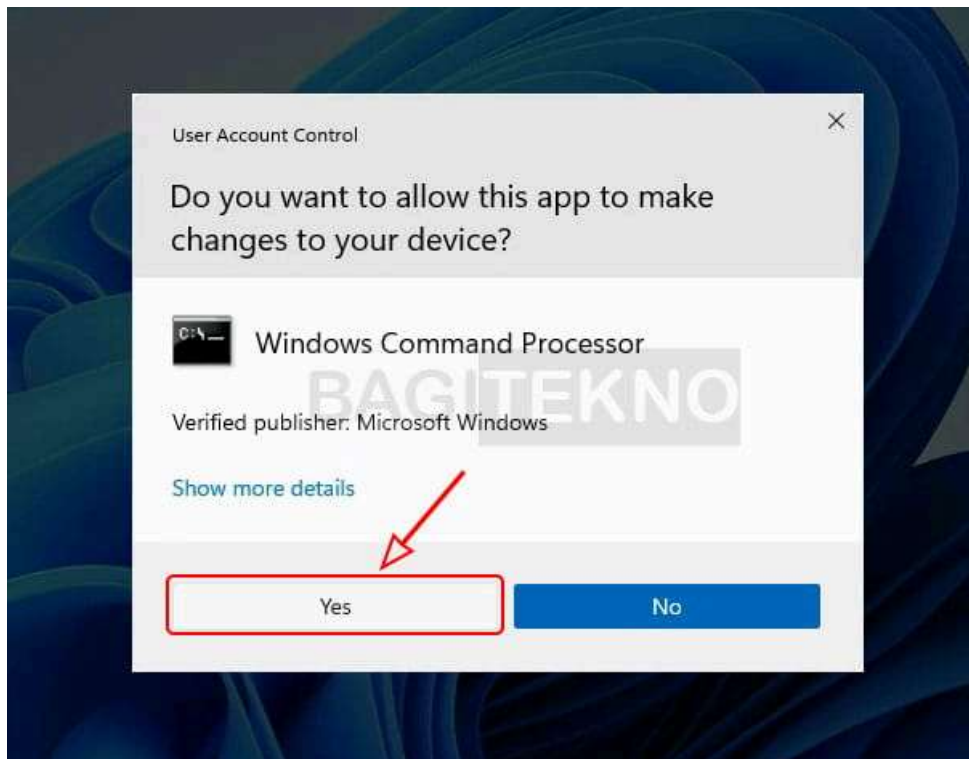 User Account Control
Do you want to allow this app to make
changes to your device?
C:\_
Windows Command Processor
BAGITEKNO
Verified publisher: Microsoft Windows
Show more details
Yes
No